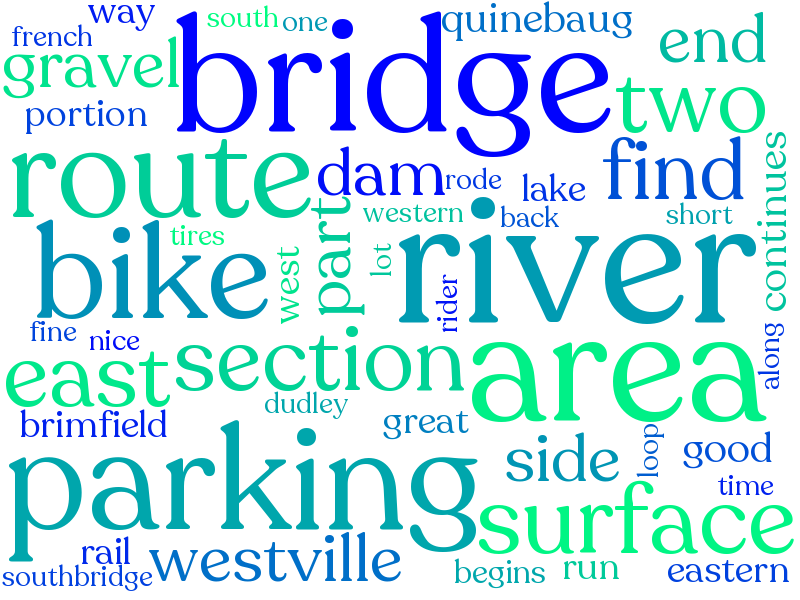 way
south
one
quinebaug
french
gravel
bridge
end
portion
two
route
dam
rode
lake
find
continues
bike
tires
part
western
back
short
west
lot
river
rider
fine
nice
along
east
section
area
dudley
brimfield
great
loop
good
parking
side
time
surface
rail
southbridge
westville
begins
run
eastern